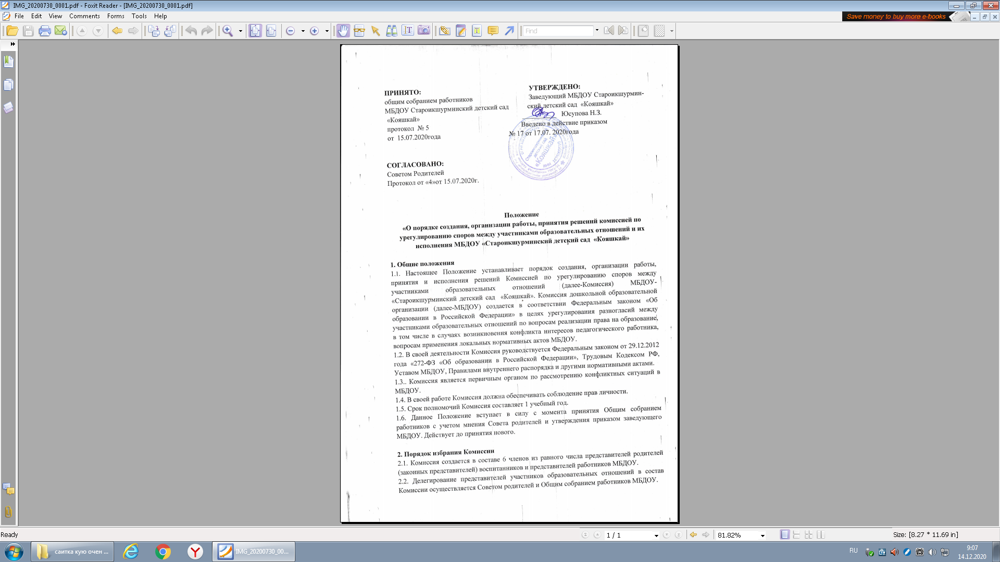 IMG_20200730_0001.pdf - Foxit Reader - [IMG_20200730_0001.pdf]
File Edit View Comments Forms Tools Help
Save money to buy more e-books
Find
ПРИНЯТО:
общим собранием работников
МБДОУ Староикшурминский детский сад
«Кояшкай»
протокол № 5
от 15.07.2020года
УТВЕРЖДЕНО:
Заведующий МБДОУ Староикшурмин-
ский детский сад «Кояшкай»
Юсупова Н.З.
Введено в действие приказом
№ 17 от 17.07. 2020года
«Кояшкай»
СОГЛАСОВАНО:
Советом Родителей
Протокол от «4»от 15.07.2020г.
Положение
«О порядке создания, организации работы, принятия решений комиссией по
урегулированию споров между участниками образовательных отношений и их
исполнения МБДОУ «Староикшурминский детский сад «Кояшкай»
1. Общие положения
1.1. Настоящее Положение устанавливает порядок создания, организации работы,
принятия и исполнения решений Комиссией по урегулированию споров между
участниками образовательных отношений (далее-Комиссия) МБДОУ-
«Староикшурминский детский сад «Кояшкай». Комиссия дошкольной образовательной
организации (далее-МБДОУ) создается в соответствии Федеральным законом «Об
образовании в Российской Федерации» в целях урегулирования разногласий между
участниками образовательных отношений по вопросам реализации права на образование,
в том числе в случаях возникновения конфликта интересов педагогического работника,
вопросам применения локальных нормативных актов МБДОУ.
1.2. В своей деятельности Комиссия руководствуется Федеральным законом от 29.12.2012
года «272-ФЗ «Об образовании в Российской Федерации», Трудовым Кодексом РФ,
Уставом МБДОУ, Правилами внутреннего распорядка и другими нормативными актами.
1.3.. Комиссия является первичным органом по рассмотрению конфликтных ситуаций в
МБДОУ.
1.4. В своей работе Комиссия должна обеспечивать соблюдение прав личности.
1.5. Срок полномочий Комиссия составляет 1 учебный год.
1.6. Данное Положение вступает в силу с момента принятия Общим собранием
работников с учетом мнения Совета родителей и утверждения приказом заведующего
МБДОУ. Действует до принятия нового.
2. Порядок избрания Комиссии
2.1. Комиссия создается в составе 6 членов из равного числа представителей родителей
(законных представителей) воспитанников и представителей работников МБДОУ.
2.2. Делегирование представителей участников образовательных отношений в состав
Комиссии осуществляется Советом родителей и Общим собранием работников МБДОУ.
Ready
1 / 1
81.82%
Size: [8.27 * 11.69 in]
саитка кую очен ...
IMG_20200730_00...
RU
9:07
14.12.2020